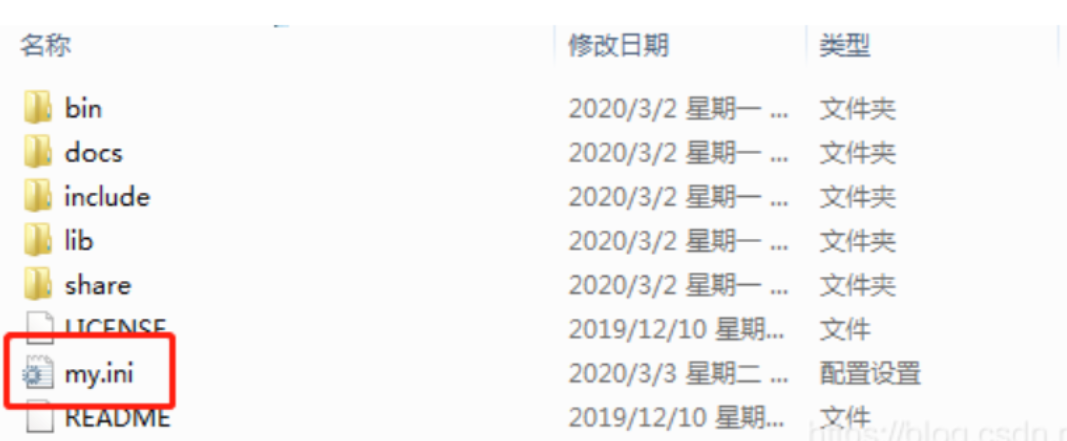 名称 修改日期 类型
bin 2020/3/2 星期一 ... 文件夹
docs 2020/3/2 星期一 ... 文件夹
include 2020/3/2 星期一 ... 文件夹
lib 2020/3/2 星期一 ... 文件夹
share 2020/3/2 星期一 ... 文件夹
LICENSE 2019/12/10 星期... 文件
my.ini 2020/3/3 星期二 ... 配置设置
README 2019/12/10 星期... 文件
https://blog.csdn.n